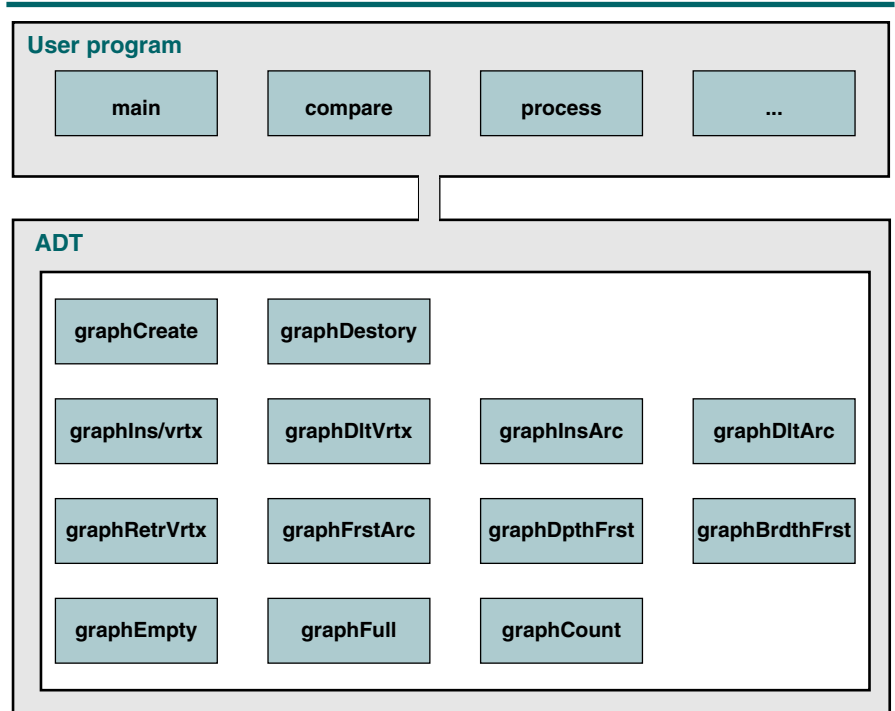 User program
main compare process ...
ADT
graphCreate graphDestory
graphIns/vrtx graphDltVrtx graphInsArc graphDltArc
graphRetrVrtx graphFrstArc graphDpthFrst graphBrdthFrst
graphEmpty graphFull graphCount